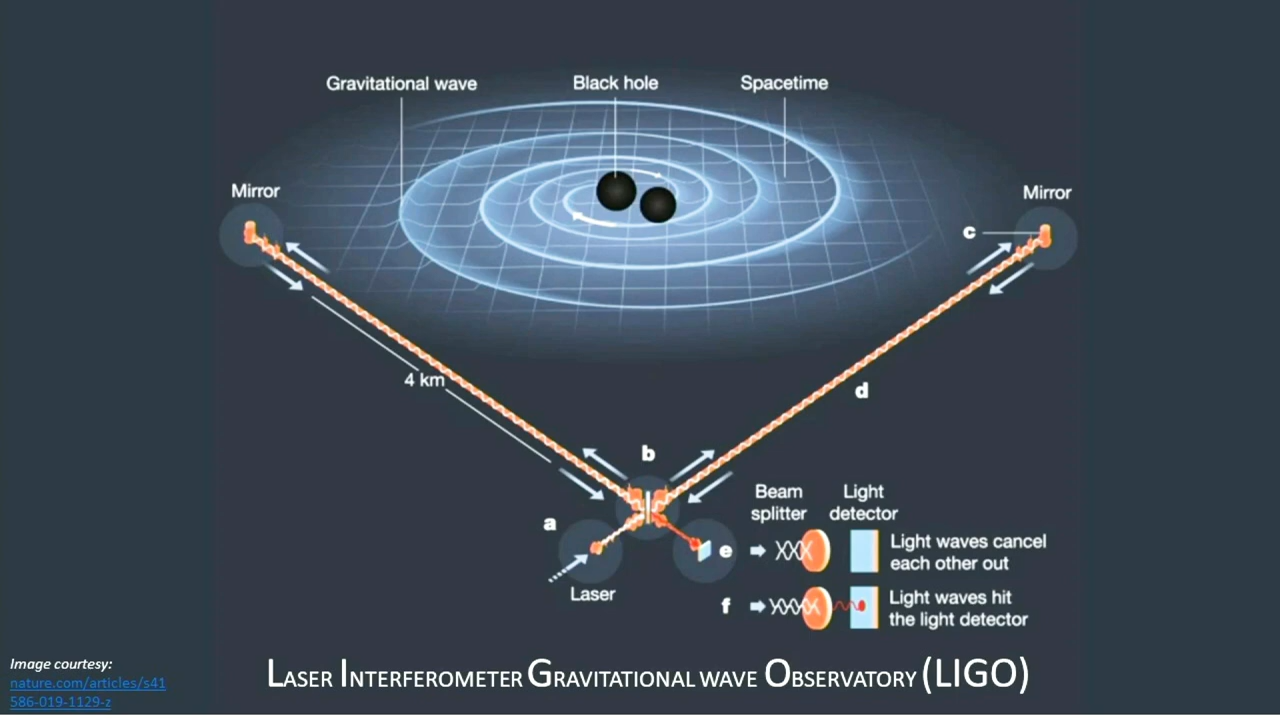 Gravitational wave
Black hole
Spacetime
Mirror
Mirror
c
4 km
d
b
a
Laser
Beam
splitter
Light
detector
e
Light waves cancel
each other out
f
Light waves hit
the light detector
Image courtesy:
nature.com/articles/s41
586-019-1129-z
LASER INTERFEROMETER GRAVITATIONAL WAVE OBSERVATORY (LIGO)